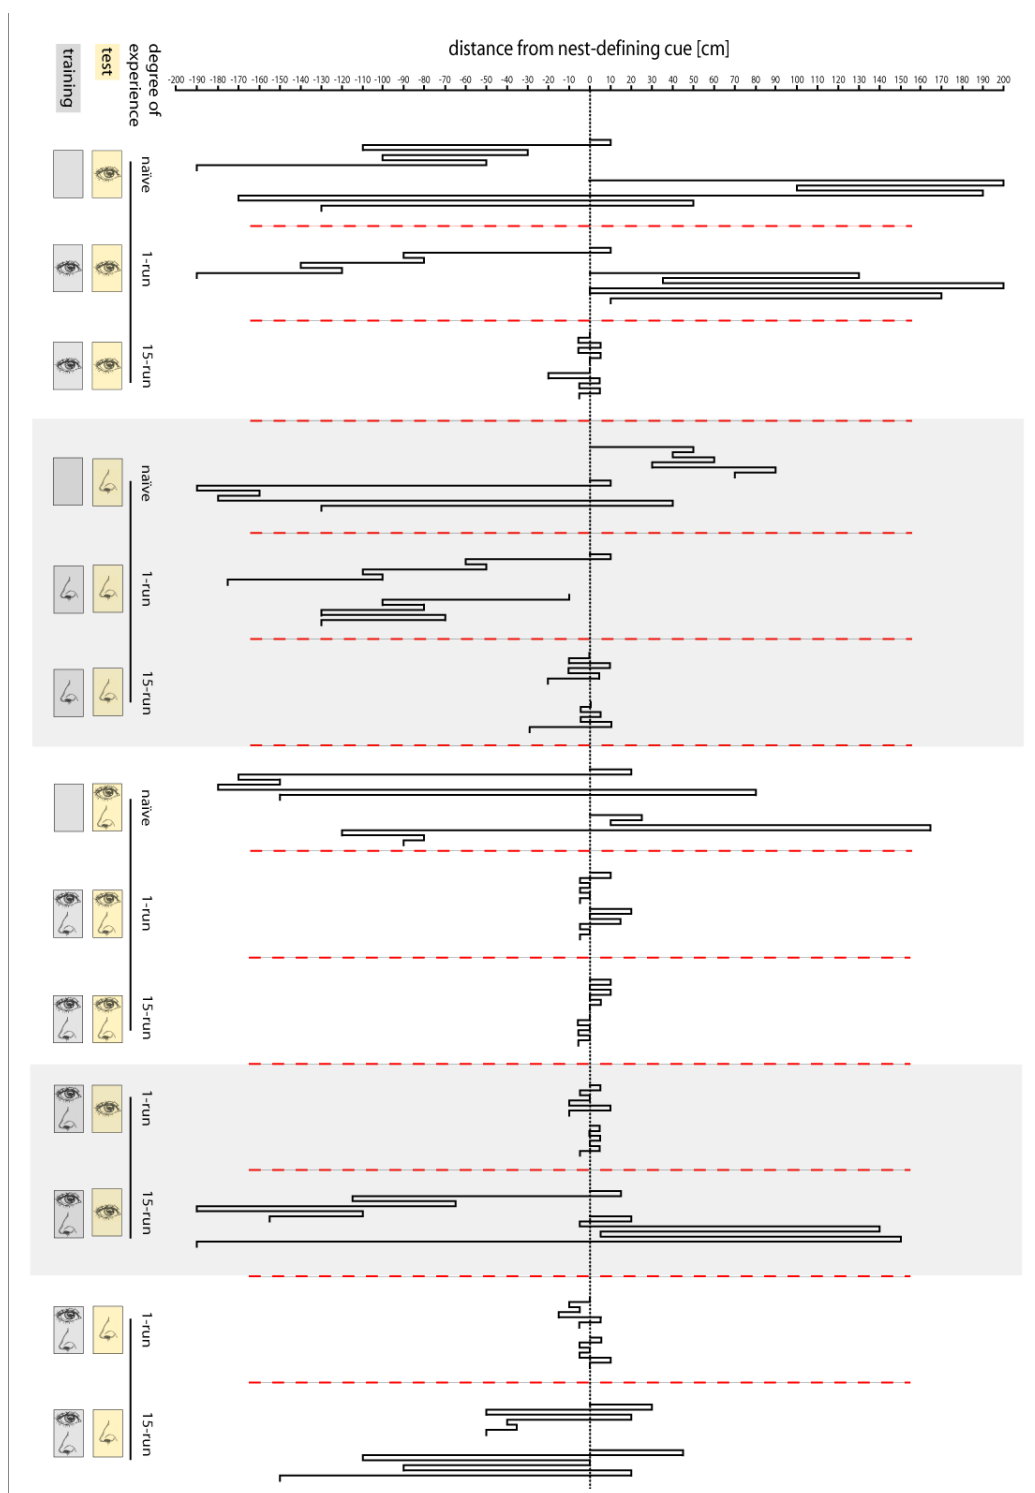 distance from nest-defining cue [cm]
-200 -190 -180 -170 -160 -150 -140 -130 -120 -110 -100 -90 -80 -70 -60 -50 -40 -30 -20 -10 0 10 20 30 40 50 60 70 80 90 100 110 120 130 140 150 160 170 180 190 200
degree of
experience
test
training
naïve
1-run
15-run
naïve
1-run
15-run
naïve
1-run
15-run
1-run
15-run
1-run
15-run